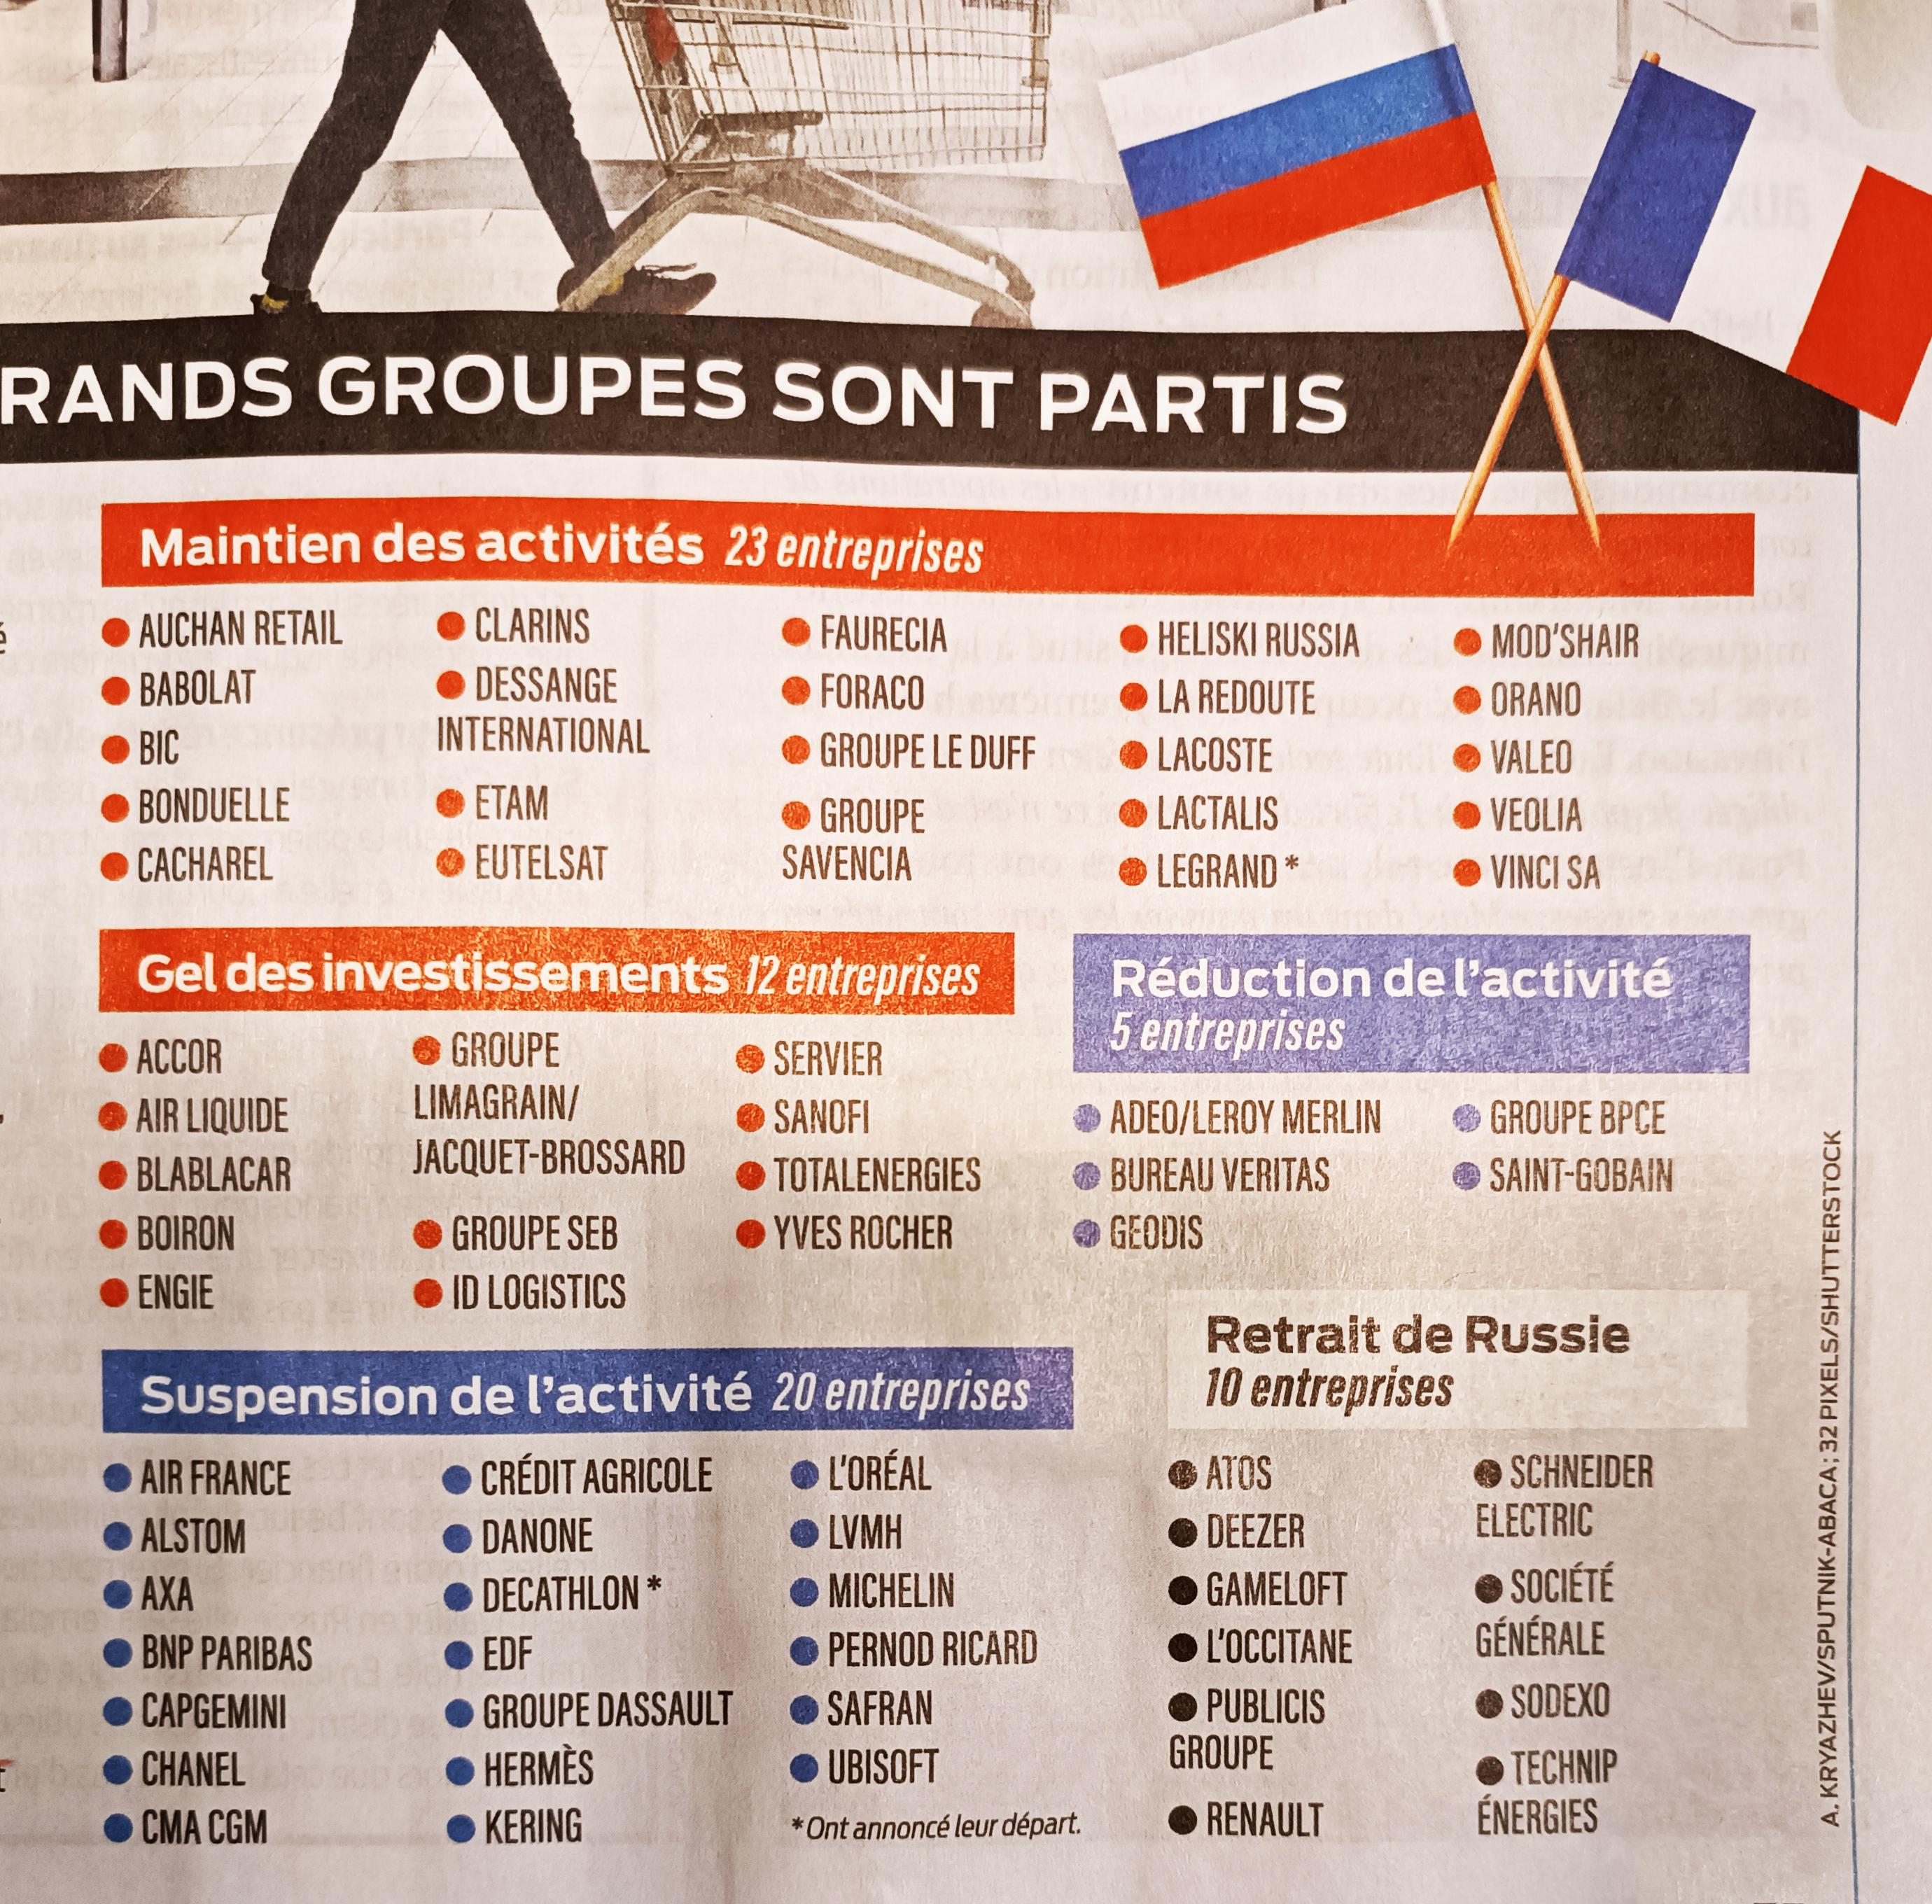 RANDS GROUPES SONT PARTIS
Maintien des activités 23 entreprises
AUCHAN RETAIL
BABOLAT
BIC
BONDUELLE
CACHAREL
CLARINS
DESSANGE
INTERNATIONAL
ETAM
EUTELSAT
FAURECIA
FORACO
GROUPE LE DUFF
GROUPE
SAVENCIA
HELISKI RUSSIA
LA REDOUTE
LACOSTE
LACTALIS
LEGRAND *
MOD'SHAIR
ORANO
VALEO
VEOLIA
VINCI SA
Gel des investissements 12 entreprises
ACCOR
AIR LIQUIDE
BLABLACAR
BOIRON
ENGIE
GROUPE
LIMAGRAIN/
JACQUET-BROSSARD
GROUPE SEB
ID LOGISTICS
SERVIER
SANOFI
TOTALENERGIES
YVES ROCHER
Réduction de l'activité
5 entreprises
ADEO/LEROY MERLIN
BUREAU VERITAS
GEODIS
GROUPE BPCE
SAINT-GOBAIN
Suspension de l'activité 20 entreprises
AIR FRANCE
ALSTOM
AXA
BNP PARIBAS
CAPGEMINI
CHANEL
CMA CGM
CRÉDIT AGRICOLE
DANONE
DECATHLON *
EDF
GROUPE DASSAULT
HERMÈS
KERING
L'ORÉAL
LVMH
MICHELIN
PERNOD RICARD
SAFRAN
UBISOFT
* Ont annoncé leur départ.
Retrait de Russie
10 entreprises
ATOS
DEEZER
GAMELOFT
L'OCCITANE
PUBLICIS
GROUPE
RENAULT
SCHNEIDER
ELECTRIC
SOCIÉTÉ
GÉNÉRALE
SODEXO
TECHNIP
ÉNERGIES
A. KRYAZHEV/SPUTNIK-ABACA; 32 PIXELS/SHUTTERSTOCK